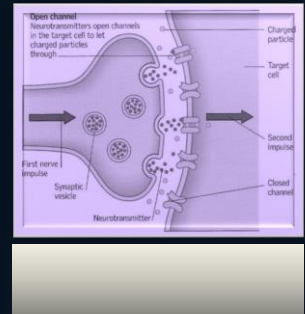 Open channel
Neurotransmitters open channels
in the target cell to let
charged particles
through
Charged
particle
Target
cell
Second
impulse
First nerve
impulse
Synaptic
vesicle
Closed
channel
Neurotransmitter